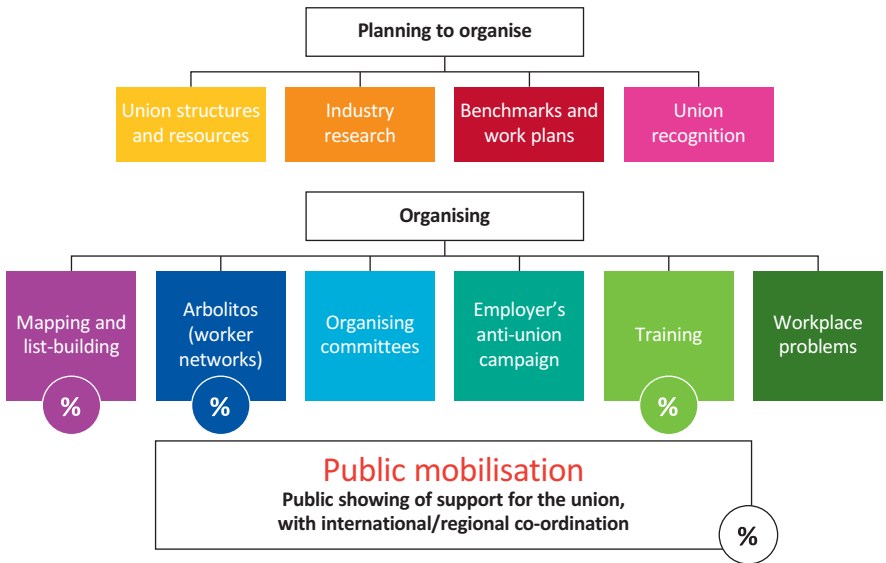 Planning to organise
Union structures
and resources
Industry
research
Benchmarks and
work plans
Union
recognition
Organising
Mapping and
list-building
Arbolitos
(worker
networks)
Organising
committees
Employer’s
anti-union
campaign
Training
Workplace
problems
%
%
%
Public mobilisation
Public showing of support for the union,
with international/regional co-ordination
%